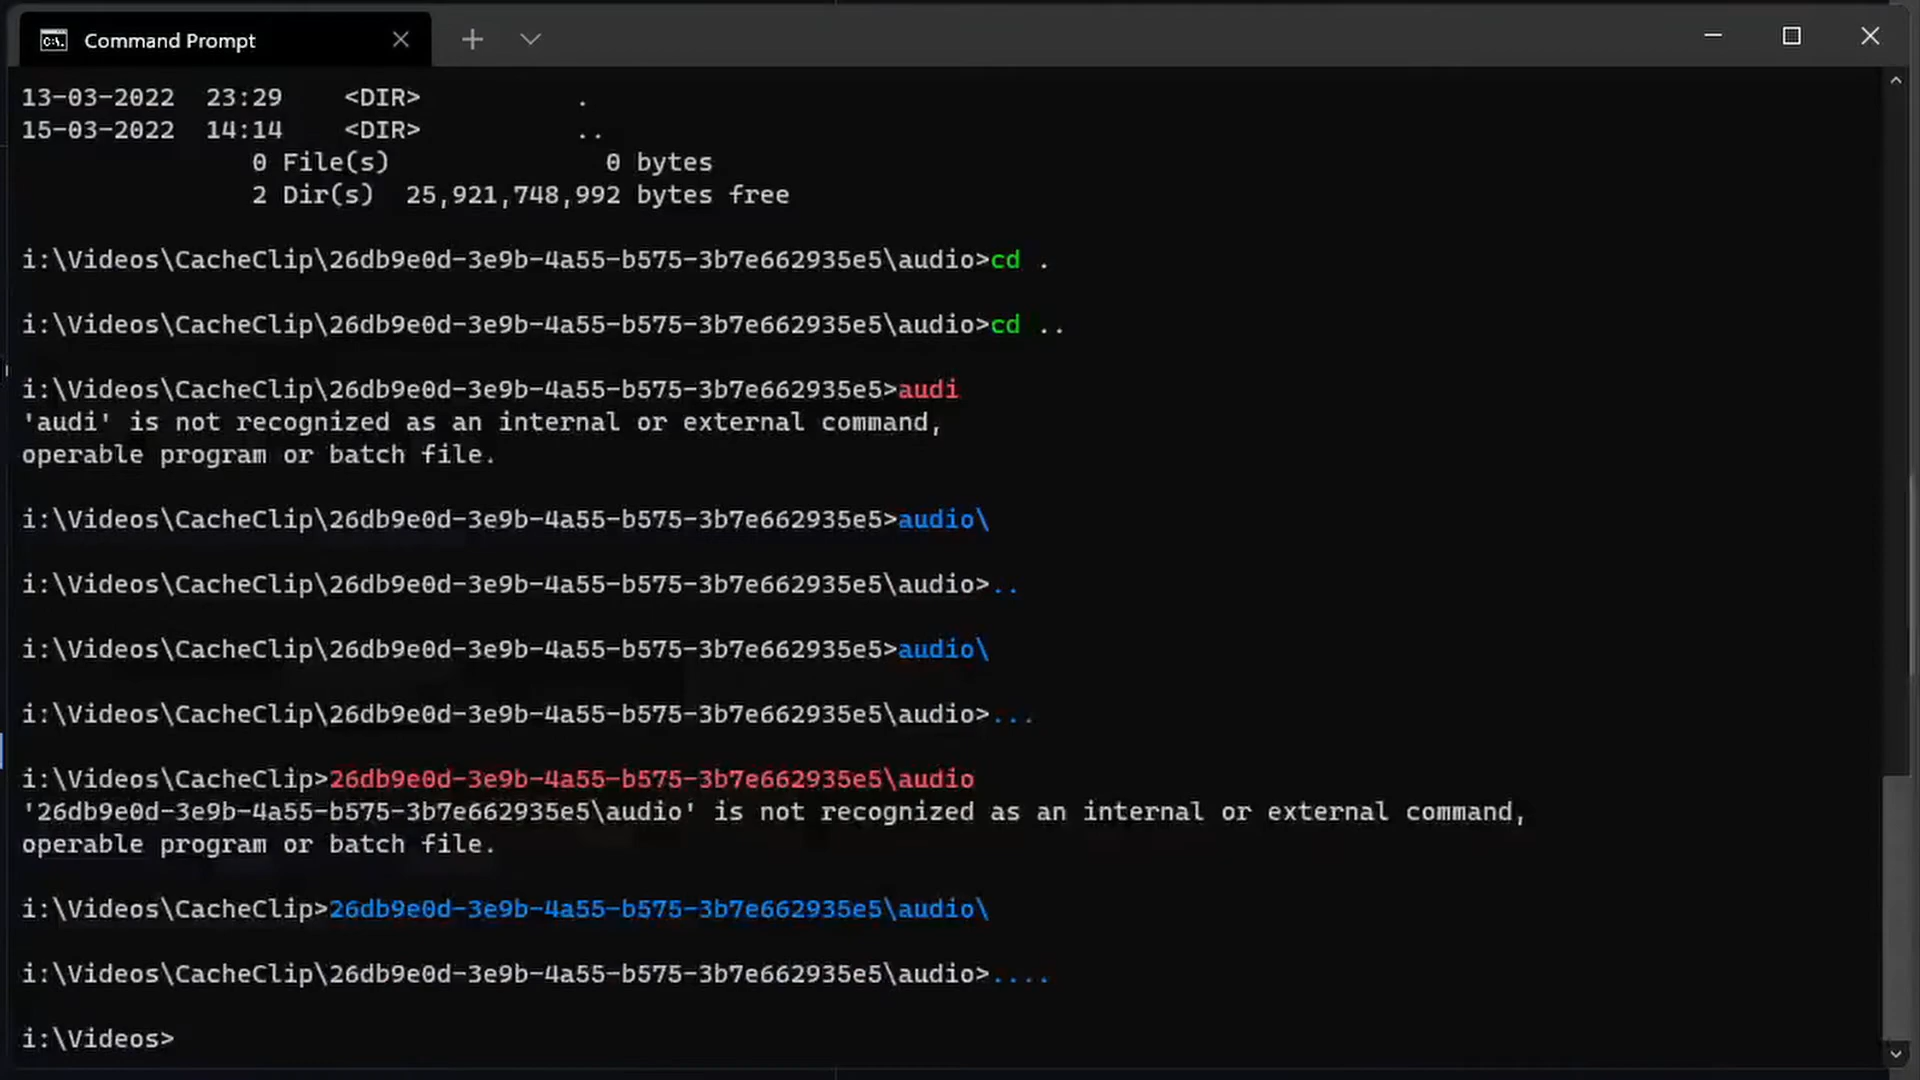 Command Prompt
13-03-2022  23:29    <DIR>          .
15-03-2022  14:14    <DIR>          ..
               0 File(s)              0 bytes
               2 Dir(s)  25,921,748,992 bytes free
i:\Videos\CacheClip\26db9e0d-3e9b-4a55-b575-3b7e662935e5\audio>cd .
i:\Videos\CacheClip\26db9e0d-3e9b-4a55-b575-3b7e662935e5\audio>cd ..
i:\Videos\CacheClip\26db9e0d-3e9b-4a55-b575-3b7e662935e5>audi
'audi' is not recognized as an internal or external command,
operable program or batch file.
i:\Videos\CacheClip\26db9e0d-3e9b-4a55-b575-3b7e662935e5>audio\
i:\Videos\CacheClip\26db9e0d-3e9b-4a55-b575-3b7e662935e5\audio>..
i:\Videos\CacheClip\26db9e0d-3e9b-4a55-b575-3b7e662935e5>audio\
i:\Videos\CacheClip\26db9e0d-3e9b-4a55-b575-3b7e662935e5\audio>...
i:\Videos\CacheClip>26db9e0d-3e9b-4a55-b575-3b7e662935e5\audio
'26db9e0d-3e9b-4a55-b575-3b7e662935e5\audio' is not recognized as an internal or external command,
operable program or batch file.
i:\Videos\CacheClip>26db9e0d-3e9b-4a55-b575-3b7e662935e5\audio\
i:\Videos\CacheClip\26db9e0d-3e9b-4a55-b575-3b7e662935e5\audio>....
i:\Videos>